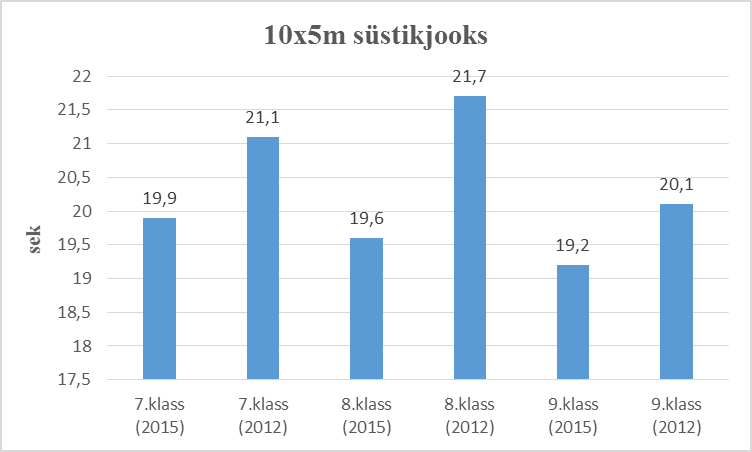 10x5m süstikjooks
sek
22
21,5
21
20,5
20
19,5
19
18,5
18
17,5
19,9
21,1
19,6
21,7
19,2
20,1
7.klass
(2015)
7.klass
(2012)
8.klass
(2015)
8.klass
(2012)
9.klass
(2015)
9.klass
(2012)